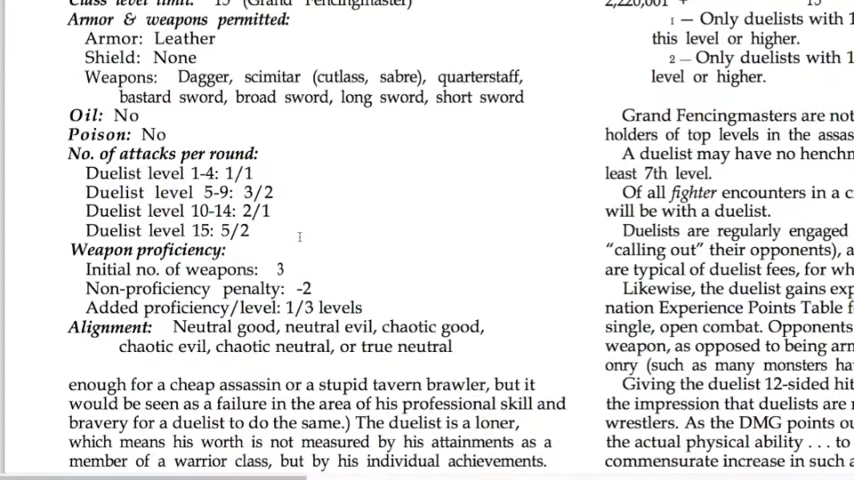 Class level limit: 15 (Grand Fencingmaster)
Armor & weapons permitted:
Armor: Leather
Shield: None
Weapons: Dagger, scimitar (cutlass, sabre), quarterstaff,
bastard sword, broad sword, long sword, short sword
Oil: No
Poison: No
No. of attacks per round:
Duelist level 1-4: 1/1
Duelist level 5-9: 3/2
Duelist level 10-14: 2/1
Duelist level 15: 5/2
Weapon proficiency:
Initial no. of weapons: 3
Non-proficiency penalty: -2
Added proficiency/level: 1/3 levels
Alignment: Neutral good, neutral evil, chaotic good,
chaotic evil, chaotic neutral, or true neutral
enough for a cheap assassin or a stupid tavern brawler, but it
would be seen as a failure in the area of his professional skill and
bravery for a duelist to do the same.) The duelist is a loner,
which means his worth is not measured by his attainments as a
member of a warrior class, but by his individual achievements.
2,220,001 + 15
1 — Only duelists with 1
this level or higher.
2 — Only duelists with 1
level or higher.
Grand Fencingmasters are not
holders of top levels in the assas
A duelist may have no henchm
least 7th level.
Of all fighter encounters in a c
will be with a duelist.
Duelists are regularly engaged
"calling out" their opponents), a
are typical of duelist fees, for wh
Likewise, the duelist gains exp
nation Experience Points Table f
single, open combat. Opponents
weapon, as opposed to being arm
onry (such as many monsters ha
Giving the duelist 12-sided hit
the impression that duelists are
wrestlers. As the DMG points ou
the actual physical ability . . . to
commensurate increase in such a